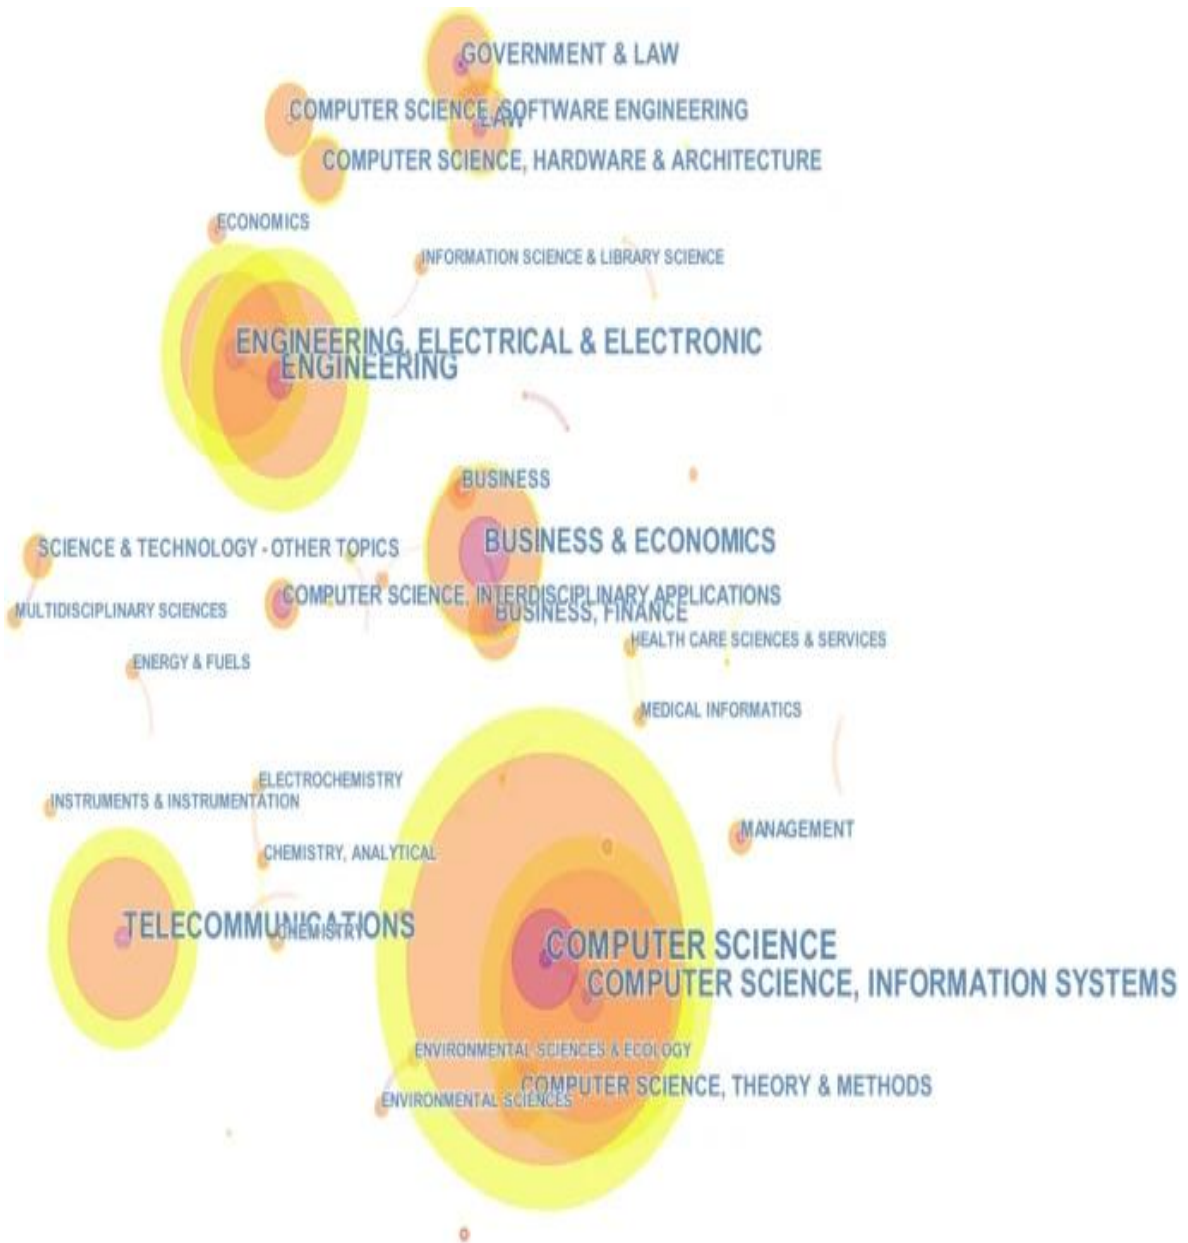 GOVERNMENT & LAW
COMPUTER SCIENCE, SOFTWARE ENGINEERING
LAW
COMPUTER SCIENCE, HARDWARE & ARCHITECTURE
ECONOMICS
INFORMATION SCIENCE & LIBRARY SCIENCE
ENGINEERING, ELECTRICAL & ELECTRONIC
ENGINEERING
BUSINESS
BUSINESS & ECONOMICS
SCIENCE & TECHNOLOGY - OTHER TOPICS
COMPUTER SCIENCE, INTERDISCIPLINARY APPLICATIONS
MULTIDISCIPLINARY SCIENCES
BUSINESS, FINANCE
HEALTH CARE SCIENCES & SERVICES
ENERGY & FUELS
MEDICAL INFORMATICS
ELECTROCHEMISTRY
INSTRUMENTS & INSTRUMENTATION
MANAGEMENT
CHEMISTRY, ANALYTICAL
TELECOMMUNICATIONS
CHEMISTRY
COMPUTER SCIENCE
COMPUTER SCIENCE, INFORMATION SYSTEMS
ENVIRONMENTAL SCIENCES & ECOLOGY
COMPUTER SCIENCE, THEORY & METHODS
ENVIRONMENTAL SCIENCES